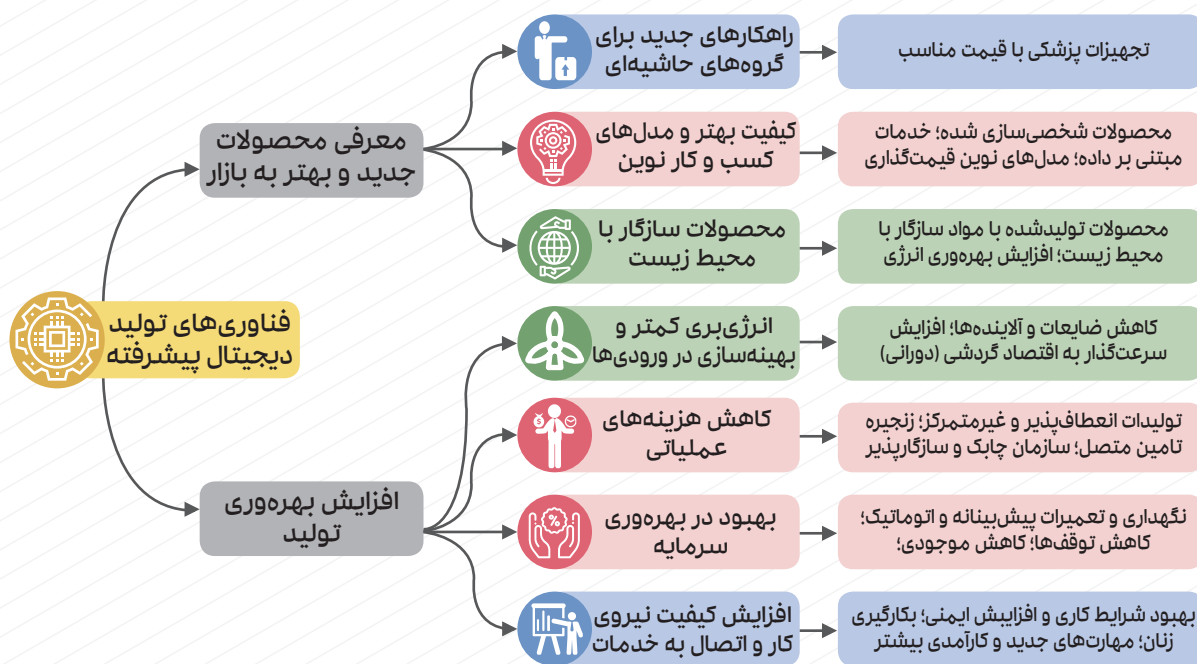 فناوری‌های تولید
دیجیتال پیشرفته
معرفی محصولات
جدید و بهتر به بازار
راهکارهای جدید برای
گروه‌های حاشیه‌ای
تجهیزات پزشکی با قیمت مناسب
کیفیت بهتر و مدل‌های
کسب و کار نوین
محصولات شخصی‌سازی شده؛ خدمات
مبتنی بر داده؛ مدل‌های نوین قیمت‌گذاری
محصولات سازگار با
محیط زیست
محصولات تولیدشده با مواد سازگار با
محیط زیست؛ افزایش بهره‌وری انرژی
افزایش بهره‌وری
تولید
انرژی‌بری کمتر و
بهینه‌سازی در ورودی‌ها
کاهش ضایعات و آلاینده‌ها؛ افزایش
سرعت‌گذار به اقتصاد گردشی (دورانی)
کاهش هزینه‌های
عملیاتی
تولیدات انعطاف‌پذیر و غیرمتمرکز؛ زنجیره
تامین متصل؛ سازمان چابک و سازگارپذیر
بهبود در بهره‌وری
سرمایه
نگهداری و تعمیرات پیش‌بینانه و اتوماتیک؛
کاهش توقف‌ها؛ کاهش موجودی؛
افزایش کیفیت نیروی
کار و اتصال به خدمات
بهبود شرایط کاری و افزاییش ایمنی؛ بکارگیری
زنان؛ مهارت‌های جدید و کارآمدی بیشتر